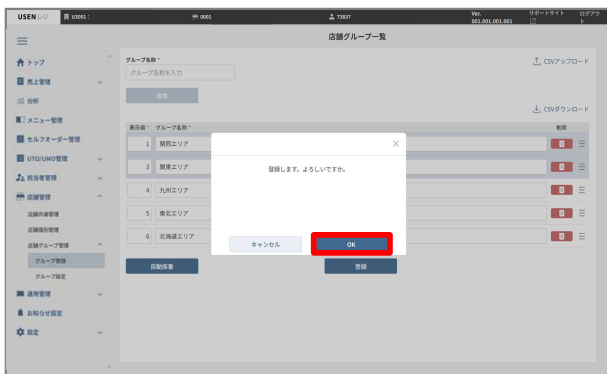 USEN レジ
U3001 :
0001
T3837
Ver.
001.001.001.001
サポートサイト
ログアウ
ト
店舗グループ一覧
トップ
売上管理
分析
メニュー管理
セルフオーダー管理
UTO/UMO管理
担当者管理
店舗管理
店舗共通管理
店舗個別管理
店舗グループ管理
グループ登録
グループ設定
運用管理
お知らせ設定
設定
グループ名称 *
グループ名称を入力
追加
CSVアップロード
CSVダウンロード
表示順 * グループ名称 * 削除
1 関西エリア
3 関東エリア
4 九州エリア
5 東北エリア
6 北海道エリア
自動採番
登録
登録します。よろしいですか。
キャンセル
OK